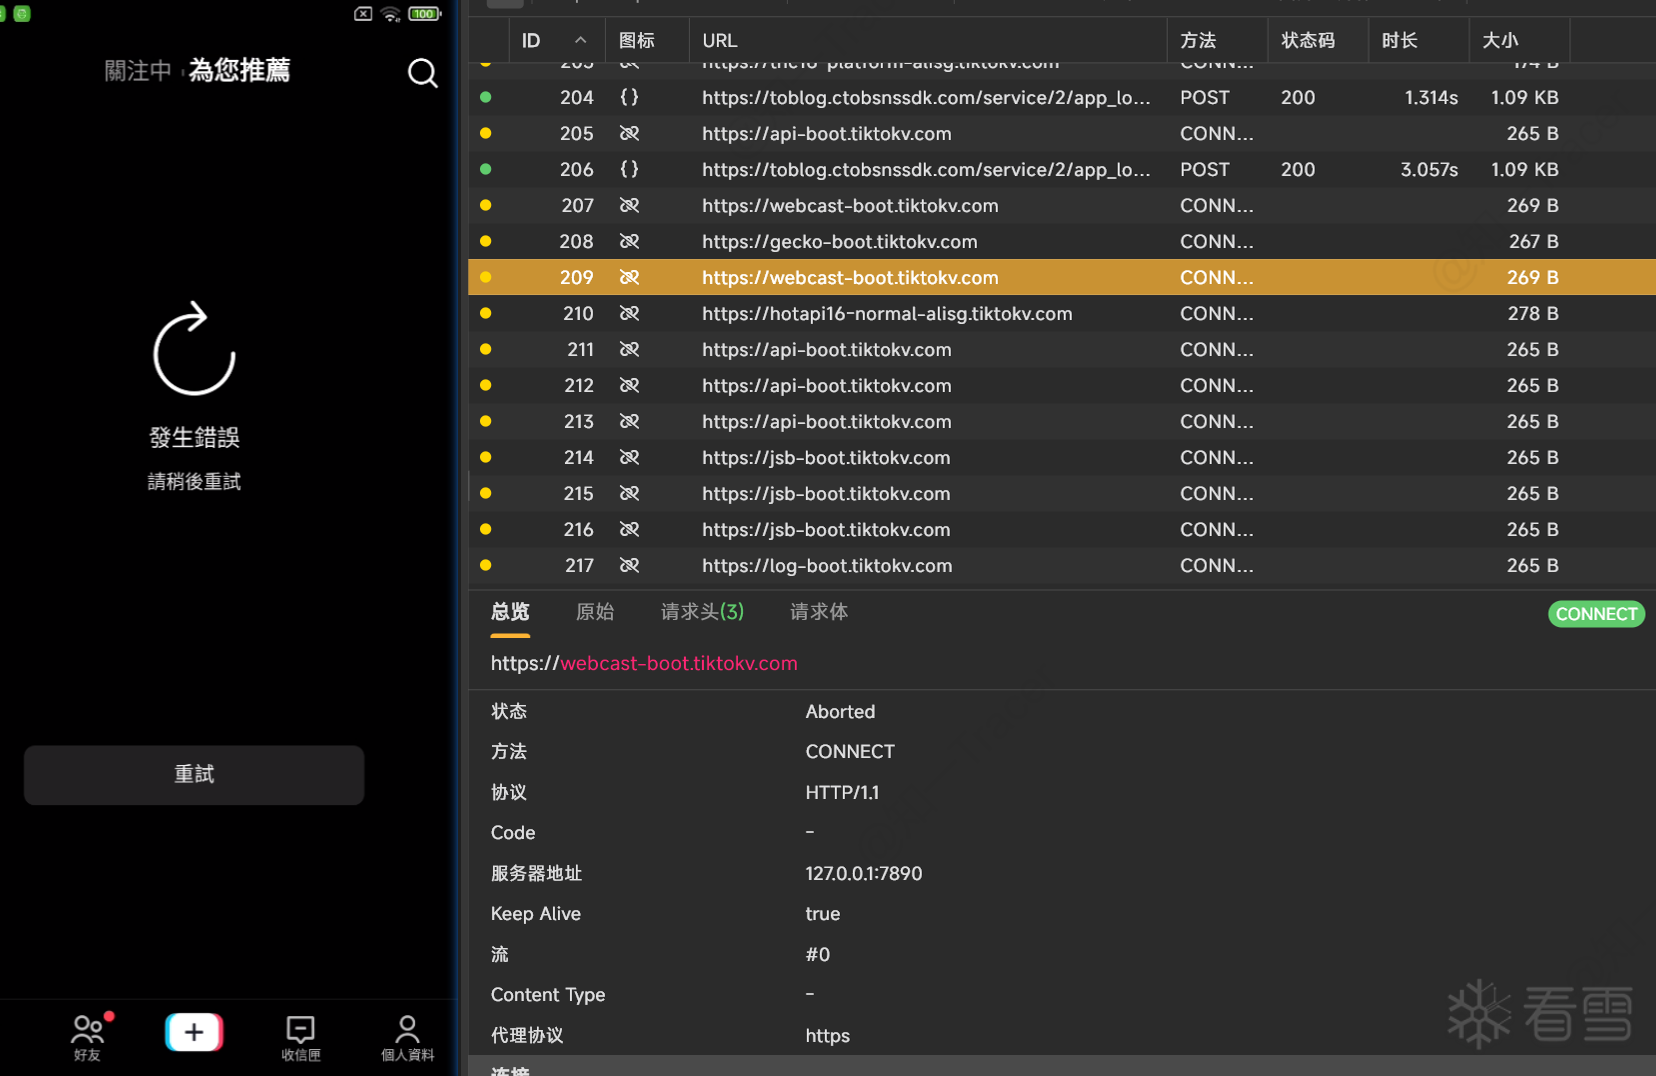 100
關注中
為您推薦
發生錯誤
請稍後重試
重試
好友
收信匣
個人資料
ID 图标 URL 方法 状态码 时长 大小
204 {} https://toblog.ctobsnssdk.com/service/2/app_lo... POST 200 1.314s 1.09 KB
205 https://api-boot.tiktokv.com CONN... 265 B
206 {} https://toblog.ctobsnssdk.com/service/2/app_lo... POST 200 3.057s 1.09 KB
207 https://webcast-boot.tiktokv.com CONN... 269 B
208 https://gecko-boot.tiktokv.com CONN... 267 B
209 https://webcast-boot.tiktokv.com CONN... 269 B
210 https://hotapi16-normal-alisg.tiktokv.com CONN... 278 B
211 https://api-boot.tiktokv.com CONN... 265 B
212 https://api-boot.tiktokv.com CONN... 265 B
213 https://api-boot.tiktokv.com CONN... 265 B
214 https://jsb-boot.tiktokv.com CONN... 265 B
215 https://jsb-boot.tiktokv.com CONN... 265 B
216 https://jsb-boot.tiktokv.com CONN... 265 B
217 https://log-boot.tiktokv.com CONN... 265 B
总览 原始 请求头(3) 请求体 CONNECT
https://webcast-boot.tiktokv.com
状态 Aborted
方法 CONNECT
协议 HTTP/1.1
Code -
服务器地址 127.0.0.1:7890
Keep Alive true
流 #0
Content Type -
代理协议 https
连接
看雪